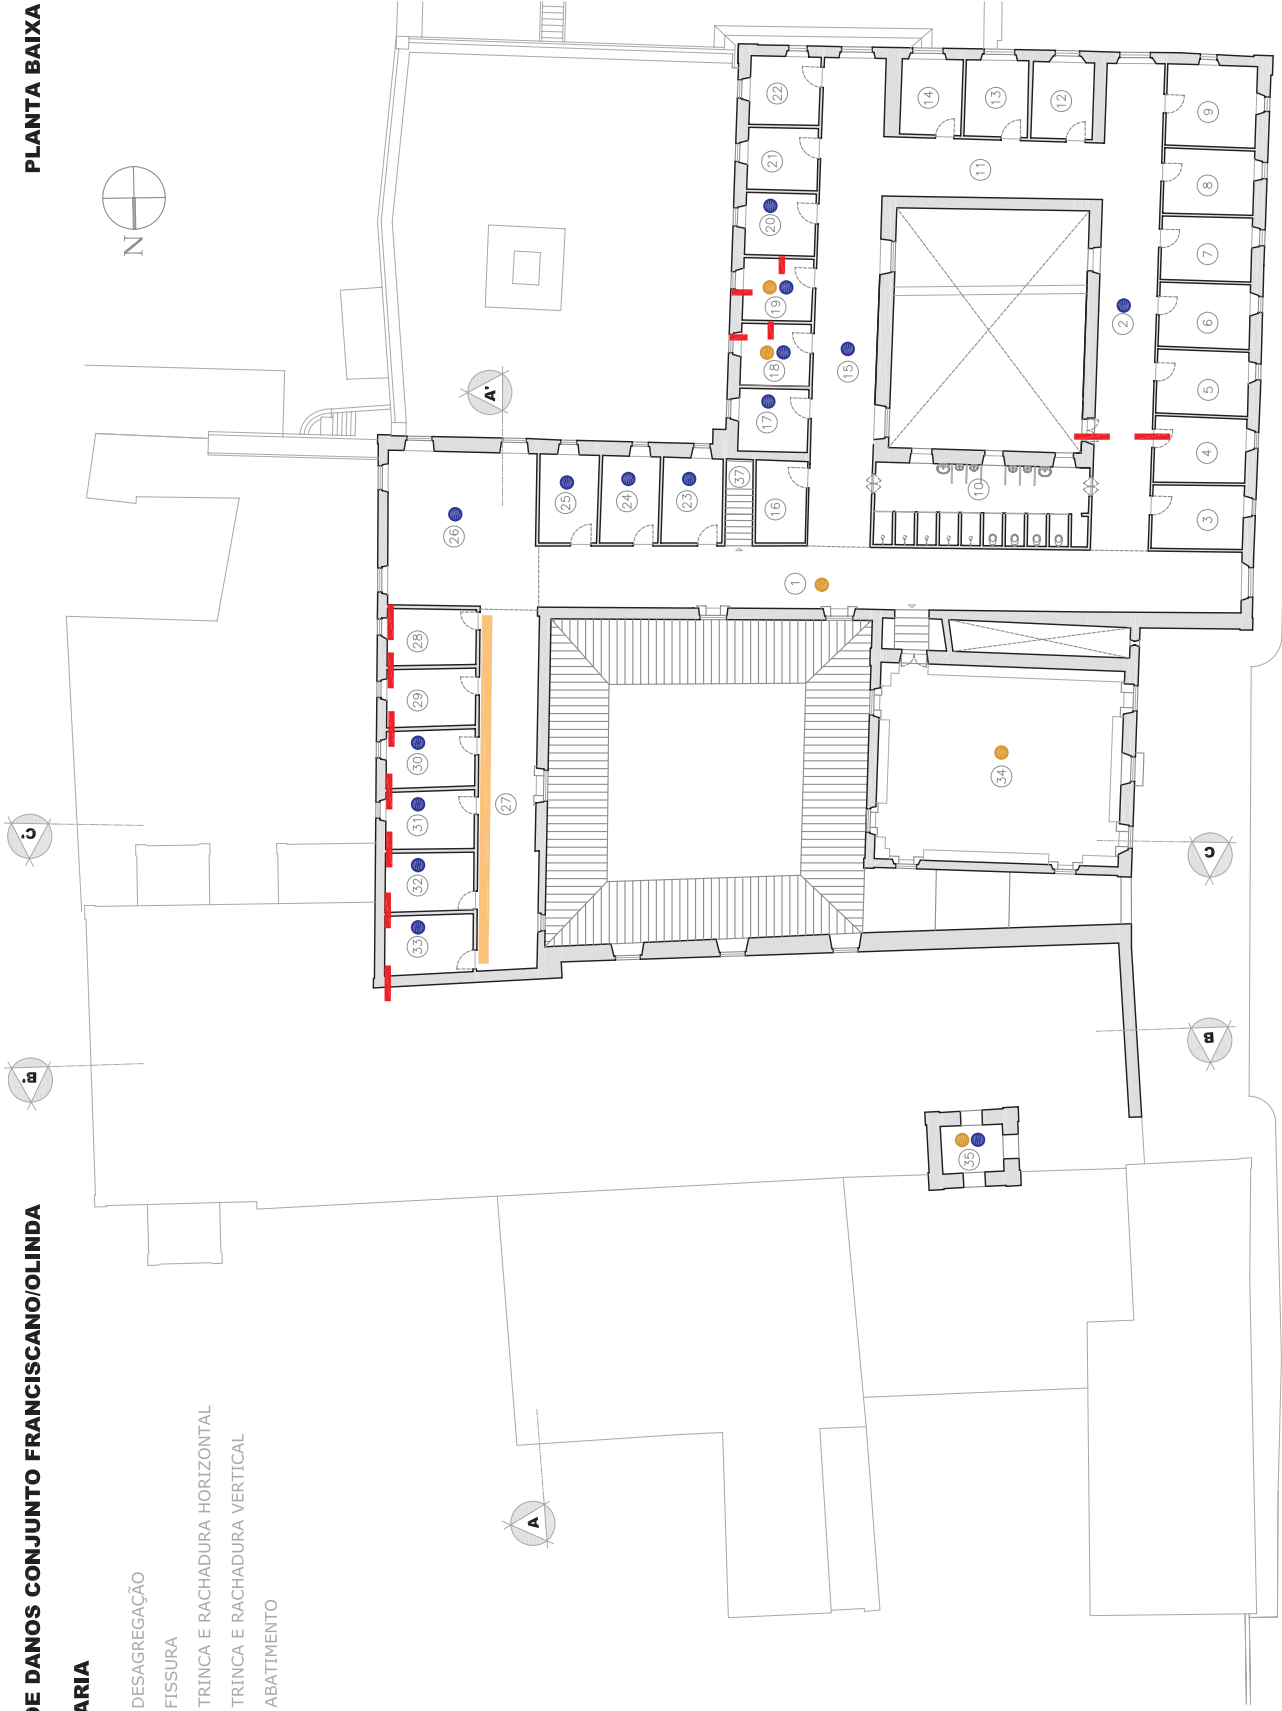 DE DANOS CONJUNTO FRANCISCANO/OLINDA
PLANTA BAIXA
ARIA
DESAGREGAÇÃO
FISSURA
TRINCA E RACHADURA HORIZONTAL
TRINCA E RACHADURA VERTICAL
ABATIMENTO
N
A
A'
B
B'
C
C'
1
2
3
4
5
6
7
8
9
10
11
12
13
14
15
16
17
18
19
20
21
22
23
24
25
26
27
28
29
30
31
32
33
34
35
37